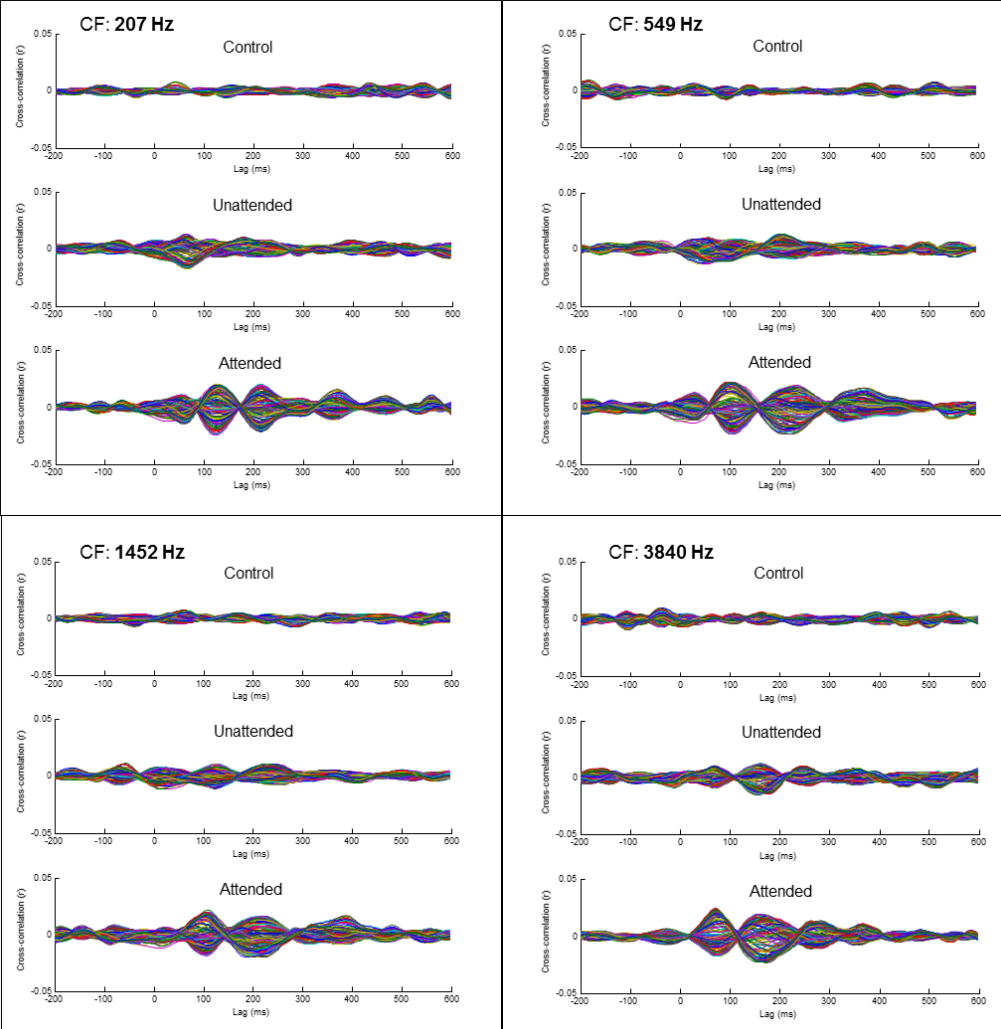 CF: 207 Hz
Control
Cross-correlation (r)
0.05
0
-0.05
-200 -100 0 100 200 300 400 500 600
Lag (ms)
Unattended
Cross-correlation (r)
0.05
0
-0.05
-200 -100 0 100 200 300 400 500 600
Lag (ms)
Attended
Cross-correlation (r)
0.05
0
-0.05
-200 -100 0 100 200 300 400 500 600
Lag (ms)
CF: 549 Hz
Control
Cross-correlation (r)
0.05
0
-0.05
-200 -100 0 100 200 300 400 500 600
Lag (ms)
Unattended
Cross-correlation (r)
0.05
0
-0.05
-200 -100 0 100 200 300 400 500 600
Lag (ms)
Attended
Cross-correlation (r)
0.05
0
-0.05
-200 -100 0 100 200 300 400 500 600
Lag (ms)
CF: 1452 Hz
Control
Cross-correlation (r)
0.05
0
-0.05
-200 -100 0 100 200 300 400 500 600
Lag (ms)
Unattended
Cross-correlation (r)
0.05
0
-0.05
-200 -100 0 100 200 300 400 500 600
Lag (ms)
Attended
Cross-correlation (r)
0.05
0
-0.05
-200 -100 0 100 200 300 400 500 600
Lag (ms)
CF: 3840 Hz
Control
Cross-correlation (r)
0.05
0
-0.05
-200 -100 0 100 200 300 400 500 600
Lag (ms)
Unattended
Cross-correlation (r)
0.05
0
-0.05
-200 -100 0 100 200 300 400 500 600
Lag (ms)
Attended
Cross-correlation (r)
0.05
0
-0.05
-200 -100 0 100 200 300 400 500 600
Lag (ms)